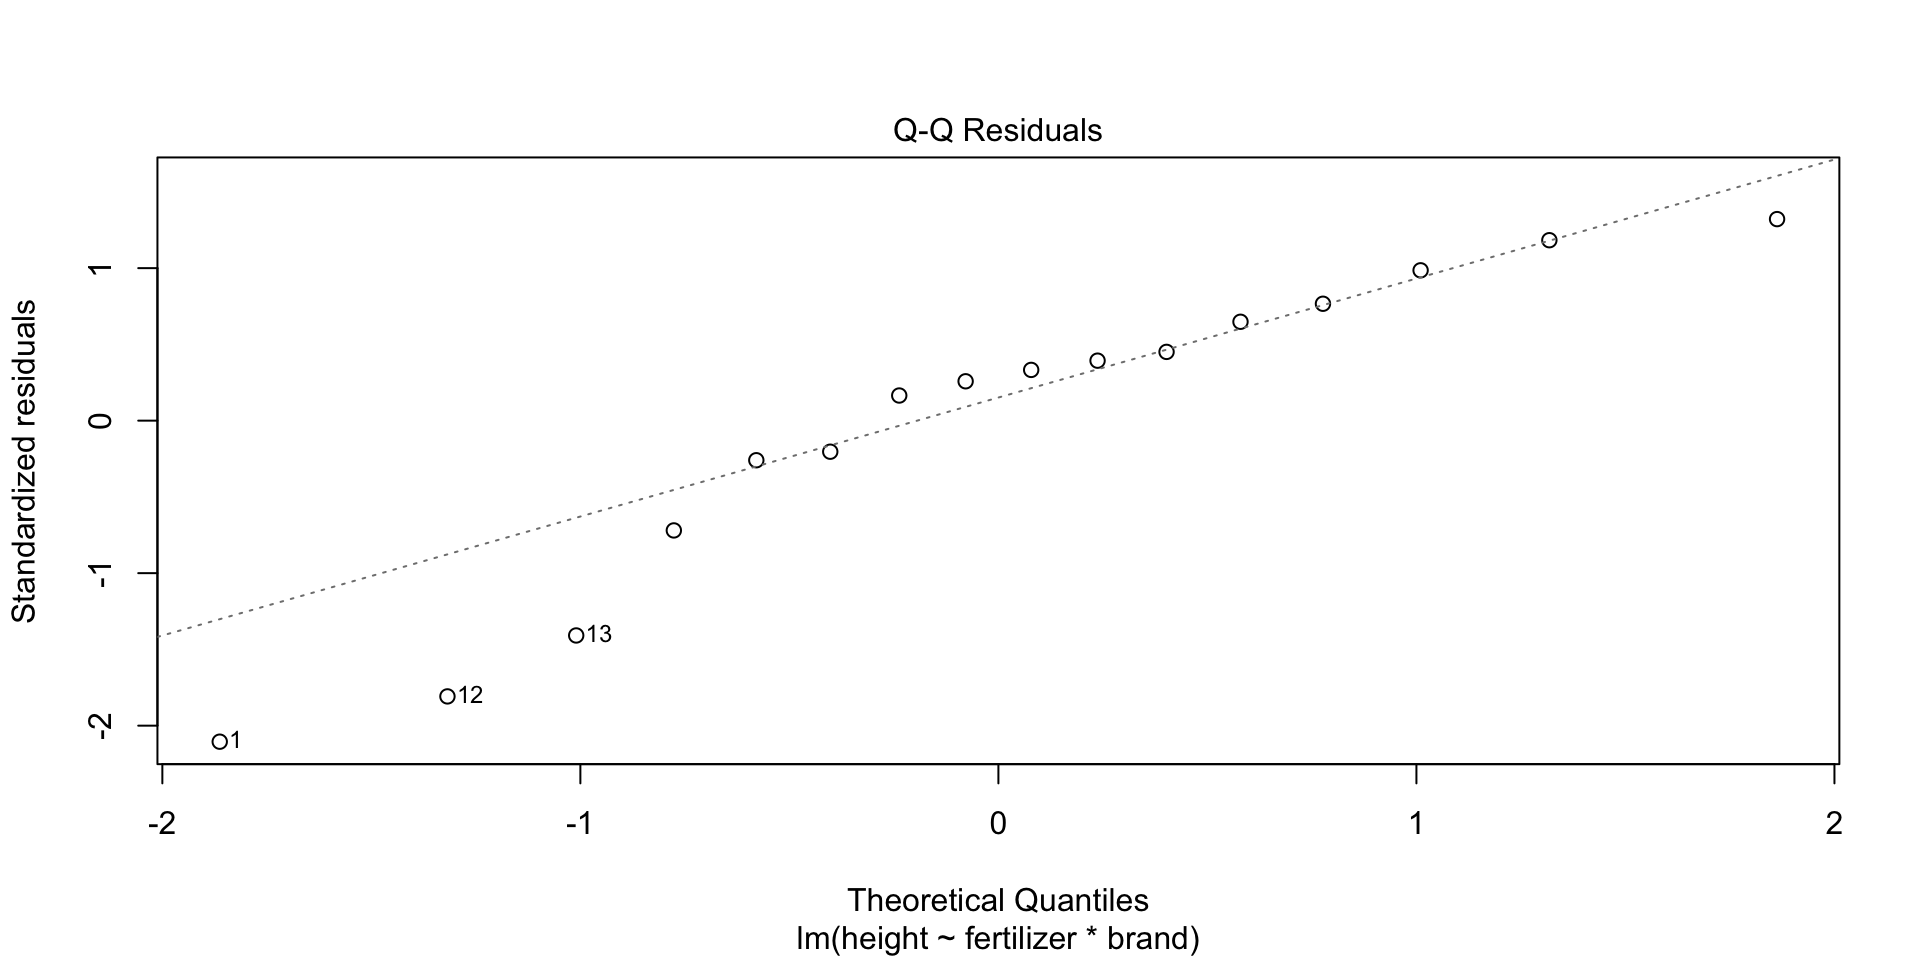 Q-Q Residuals
Standardized residuals
1
0
-1
-2
13
12
1
-2 -1 0 1 2
Theoretical Quantiles
lm(height ~ fertilizer * brand)